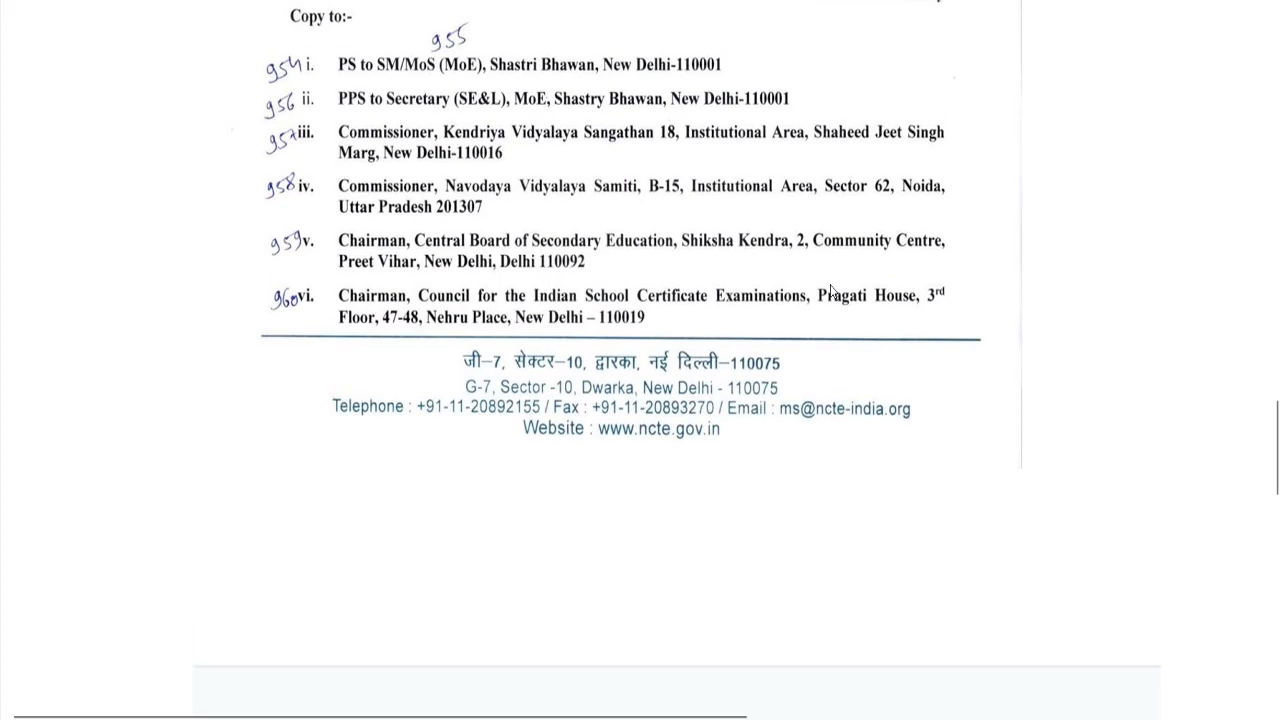 Copy to:-
955
954 i. PS to SM/MoS (MoE), Shastri Bhawan, New Delhi-110001
956 ii. PPS to Secretary (SE&L), MoE, Shastry Bhawan, New Delhi-110001
957 iii. Commissioner, Kendriya Vidyalaya Sangathan 18, Institutional Area, Shaheed Jeet Singh
Marg, New Delhi-110016
958 iv. Commissioner, Navodaya Vidyalaya Samiti, B-15, Institutional Area, Sector 62, Noida,
Uttar Pradesh 201307
959 v. Chairman, Central Board of Secondary Education, Shiksha Kendra, 2, Community Centre,
Preet Vihar, New Delhi, Delhi 110092
960 vi. Chairman, Council for the Indian School Certificate Examinations, Pragati House, 3rd
Floor, 47-48, Nehru Place, New Delhi – 110019
जी–7, सेक्टर–10, द्वारका, नई दिल्ली–110075
G-7, Sector -10, Dwarka, New Delhi - 110075
Telephone : +91-11-20892155 / Fax : +91-11-20893270 / Email : ms@ncte-india.org
Website : www.ncte.gov.in